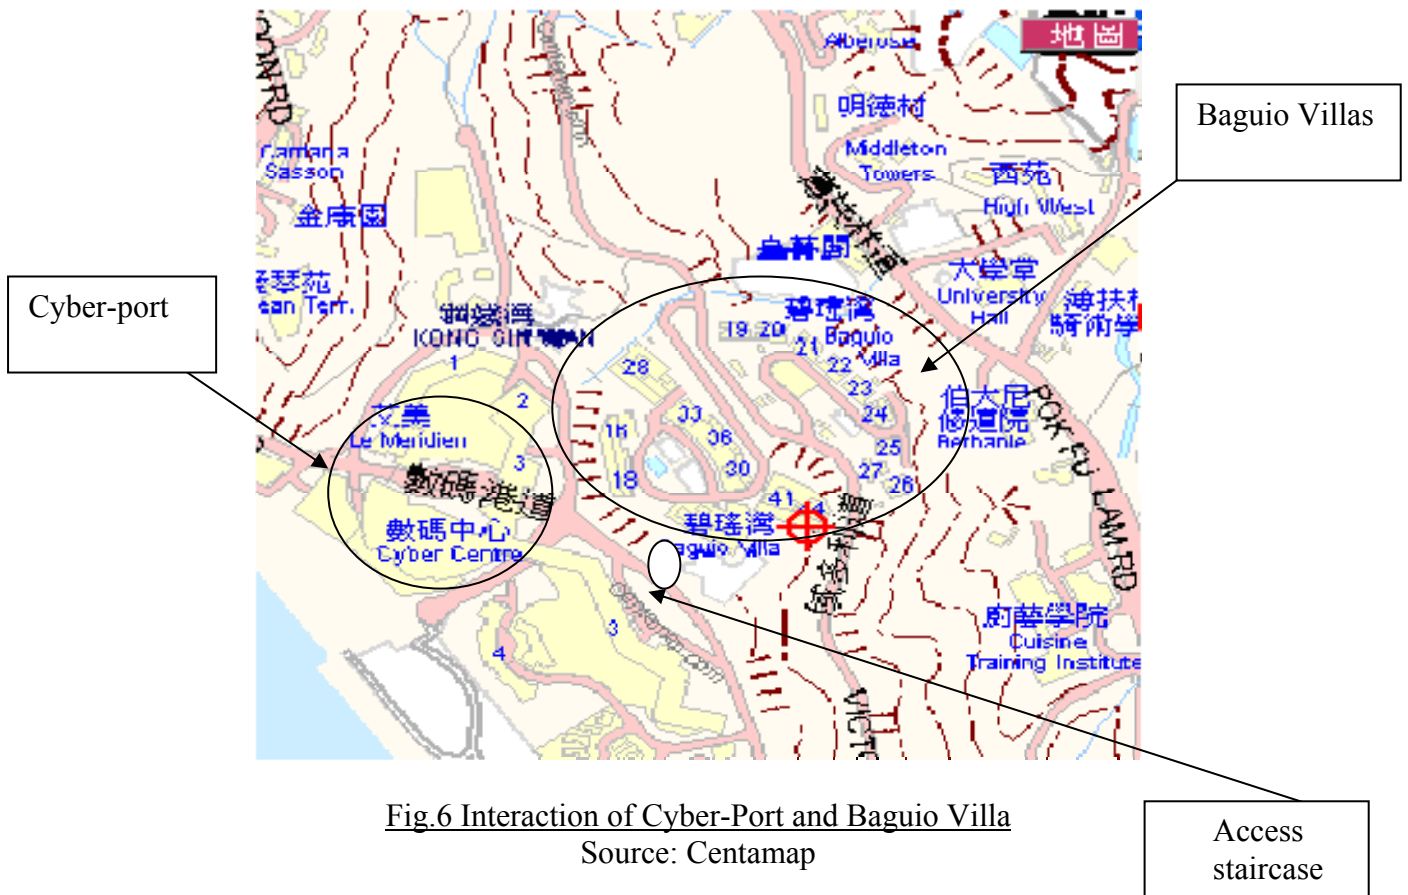 地圖
Baguio Villas
明德村
Middleton
Towers
西苑
High West
金康園
大學堂
University
Hall
Cyber-port
KONG SIN WAN
碧瑤灣
Baguio
Villa
19
20
21
22
23
24
25
26
27
28
33
36
30
16
18
41
1
2
3
Le Meridien
數碼港道
數碼中心
Cyber Centre
伯大尼
修道院
Bethanie
POK FU LAM RD
碧瑤灣
aguio Villa
3
4
廚藝學院
Cuisine
Training Institute
VICTO
Fig.6 Interaction of Cyber-Port and Baguio Villa
Source: Centamap
Access
staircase